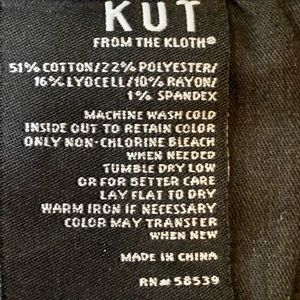 KUT
FROM THE KLOTH®
51% COTTON/22% POLYESTER/
16% LYOCELL/10% RAYON/
1% SPANDEX
MACHINE WASH COLD
INSIDE OUT TO RETAIN COLOR
ONLY NON-CHLORINE BLEACH
WHEN NEEDED
TUMBLE DRY LOW
OR FOR BETTER CARE
LAY FLAT TO DRY
WARM IRON IF NECESSARY
COLOR MAY TRANSFER
WHEN NEW
MADE IN CHINA
RN# 58539